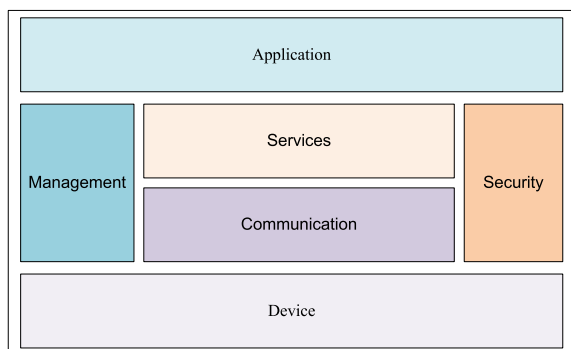 Application
Services
Management
Security
Communication
Device